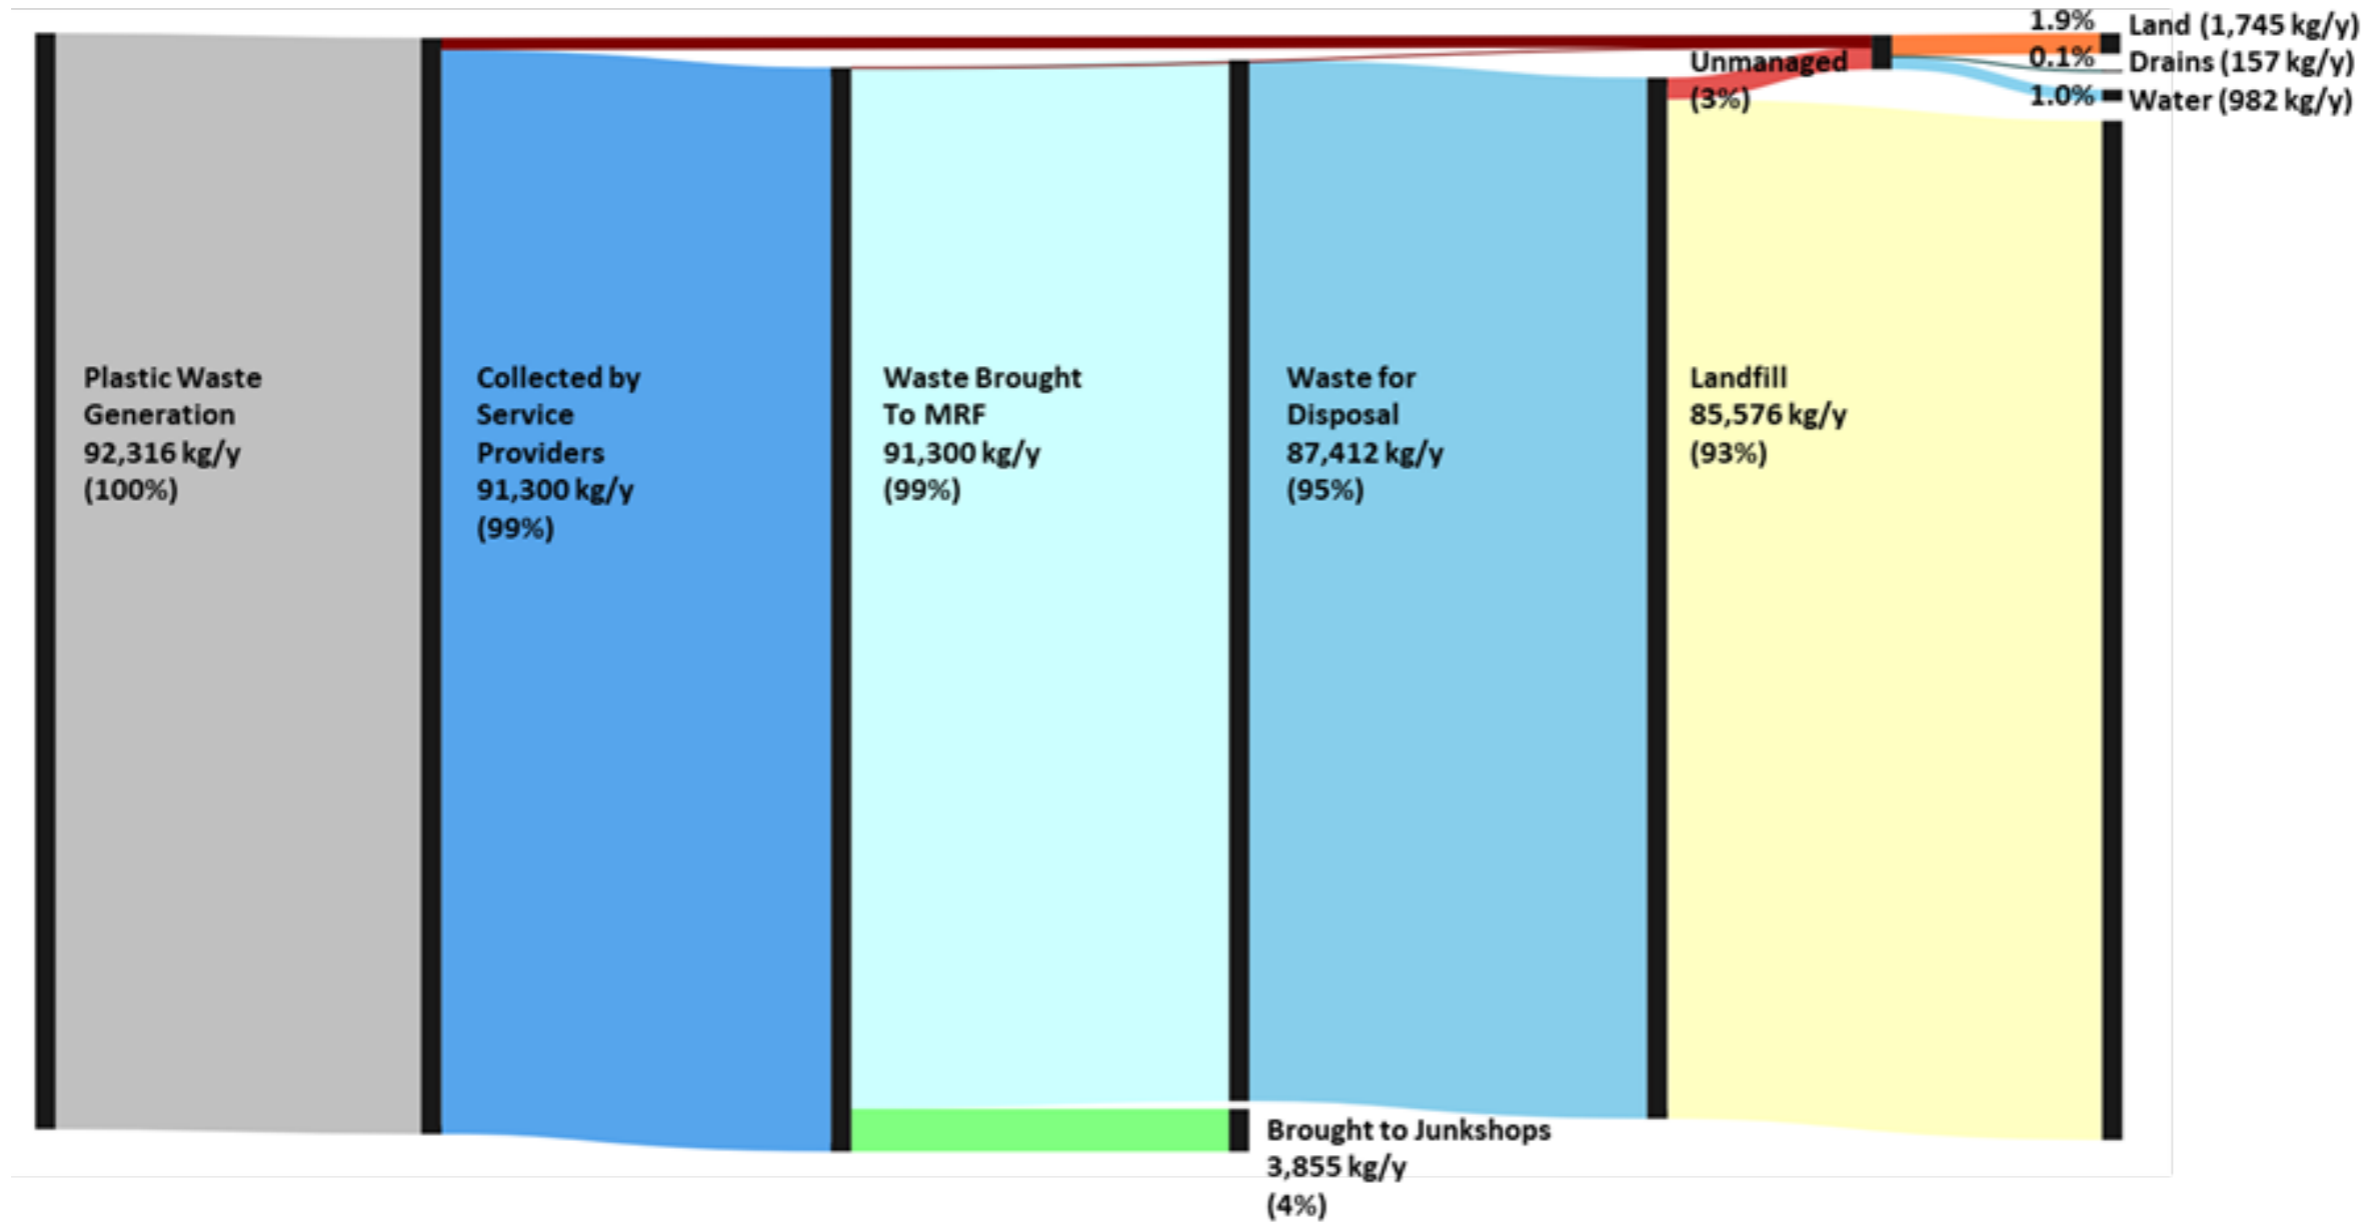 Plastic Waste
Generation
92,316 kg/y
(100%)
Collected by
Service
Providers
91,300 kg/y
(99%)
Waste Brought
To MRF
91,300 kg/y
(99%)
Waste for
Disposal
87,412 kg/y
(95%)
Brought to Junkshops
3,855 kg/y
(4%)
Landfill
85,576 kg/y
(93%)
Unmanaged
(3%)
1.9% Land (1,745 kg/y)
0.1% Drains (157 kg/y)
1.0% Water (982 kg/y)